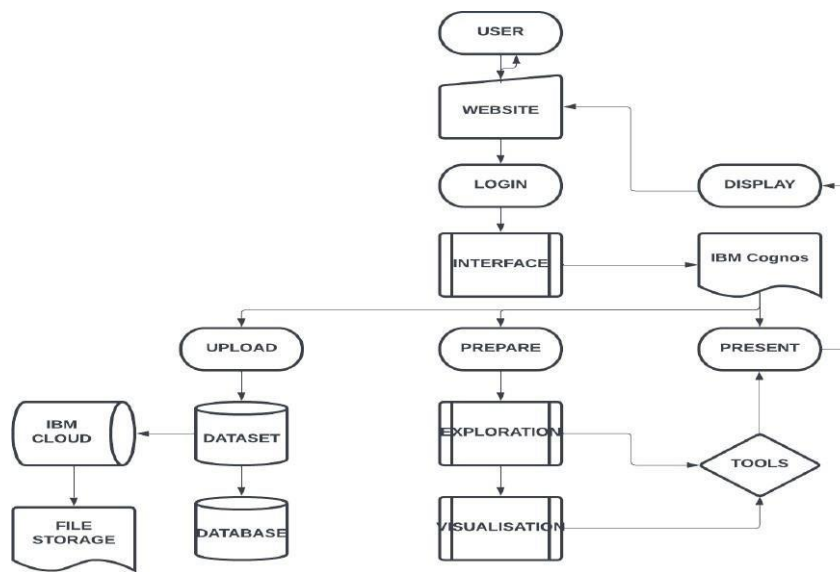 USER
WEBSITE
LOGIN
DISPLAY
INTERFACE
IBM Cognos
UPLOAD
PREPARE
PRESENT
IBM
CLOUD
DATASET
EXPLORATION
TOOLS
FILE
STORAGE
DATABASE
VISUALISATION